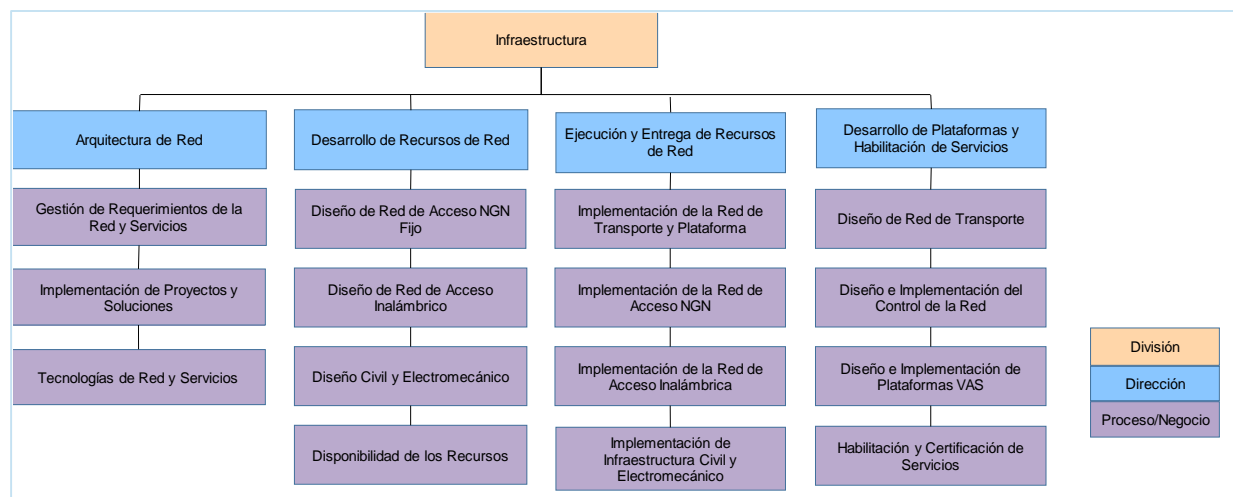 Infraestructura
Arquitectura de Red
Desarrollo de Recursos de Red
Ejecución y Entrega de Recursos
de Red
Desarrollo de Plataformas y
Habilitación de Servicios
Gestión de Requerimientos de la
Red y Servicios
Diseño de Red de Acceso NGN
Fijo
Implementación de la Red de
Transporte y Plataforma
Diseño de Red de Transporte
Implementación de Proyectos y
Soluciones
Diseño de Red de Acceso
Inalámbrico
Implementación de la Red de
Acceso NGN
Diseño e Implementación del
Control de la Red
Tecnologías de Red y Servicios
Diseño Civil y Electromecánico
Implementación de la Red de
Acceso Inalámbrica
Diseño e Implementación de
Plataformas VAS
Disponibilidad de los Recursos
Implementación de
Infraestructura Civil y
Electromecánico
Habilitación y Certificación de
Servicios
División
Dirección
Proceso/Negocio